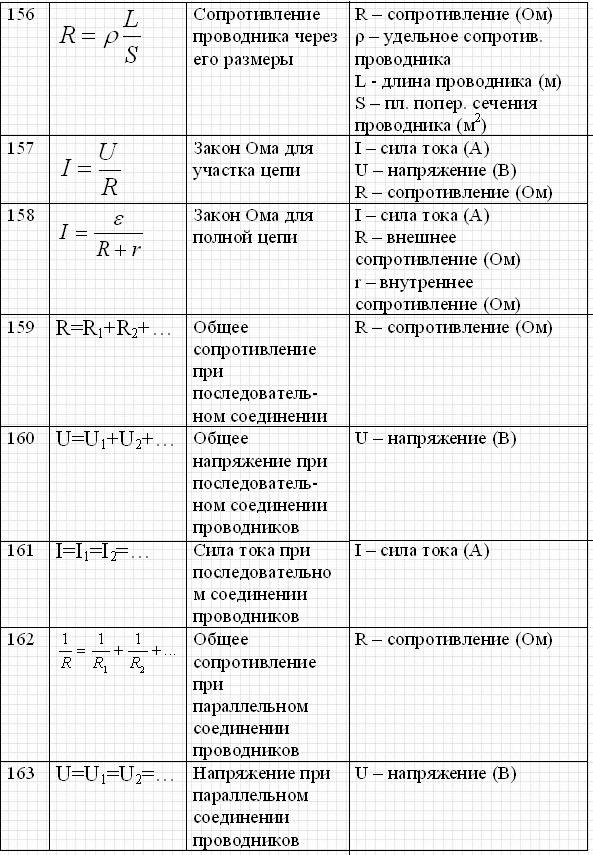 156
R = ρ L/S
Сопротивление
проводника через
его размеры
R – сопротивление (Ом)
ρ – удельное сопротив.
проводника
L - длина проводника (м)
S – пл. попер. сечения
проводника (м²)
157
I = U/R
Закон Ома для
участка цепи
I – сила тока (А)
U – напряжение (В)
R – сопротивление (Ом)
158
I = ε/(R + r)
Закон Ома для
полной цепи
I – сила тока (А)
R – внешнее
сопротивление (Ом)
r – внутреннее
сопротивление (Ом)
159
R=R₁+R₂+…
Общее
сопротивление
при
последователь-
ном соединении
R – сопротивление (Ом)
160
U=U₁+U₂+…
Общее
напряжение при
последователь-
ном соединении
проводников
U – напряжение (В)
161
I=I₁=I₂=…
Сила тока при
последовательно
м соединении
проводников
I – сила тока (А)
162
1/R = 1/R₁ + 1/R₂ + ...
Общее
сопротивление
при
параллельном
соединении
проводников
R – сопротивление (Ом)
163
U=U₁=U₂=…
Напряжение при
параллельном
соединении
проводников
U – напряжение (В)